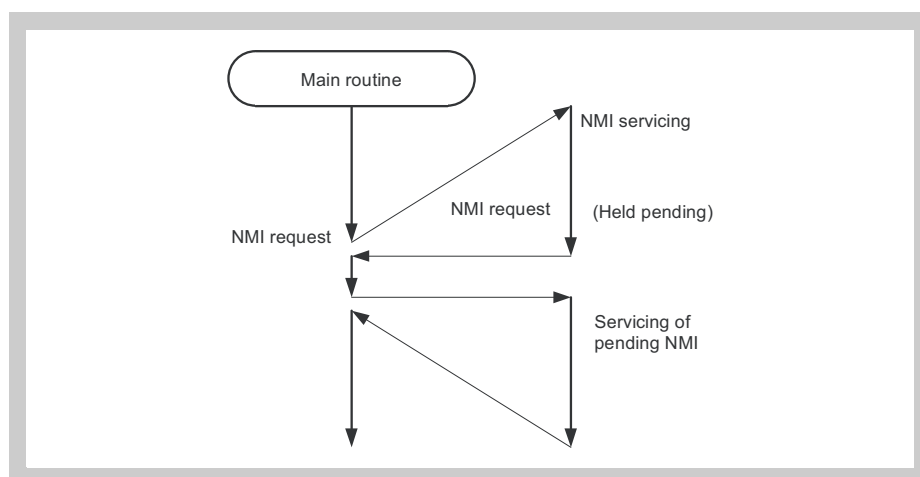 Main routine
NMI servicing
NMI request
(Held pending)
NMI request
Servicing of
pending NMI